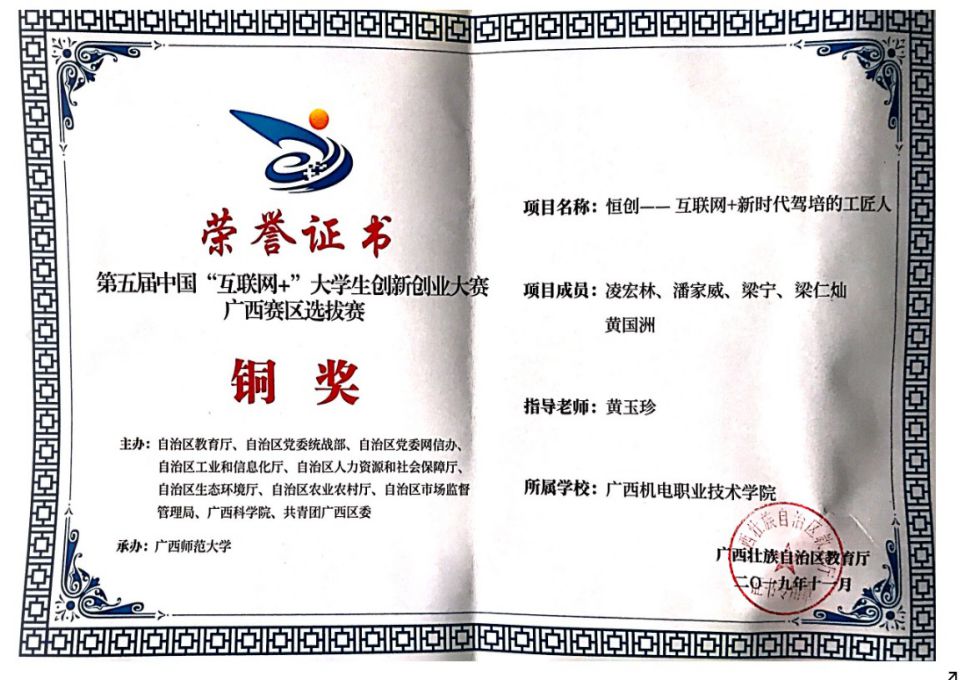 荣誉证书
第五届中国“互联网+”大学生创新创业大赛
广西赛区选拔赛
铜奖
主办：自治区教育厅、自治区党委统战部、自治区党委网信办、
自治区工业和信息化厅、自治区人力资源和社会保障厅、
自治区生态环境厅、自治区农业农村厅、自治区市场监督
管理局、广西科学院、共青团广西区委
承办：广西师范大学
项目名称：恒创—— 互联网+新时代驾培的工匠人
项目成员：凌宏林、潘家威、梁宁、梁仁灿
黄国洲
指导老师：黄玉珍
所属学校：广西机电职业技术学院
广西壮族自治区教育厅
二〇一九年十一月